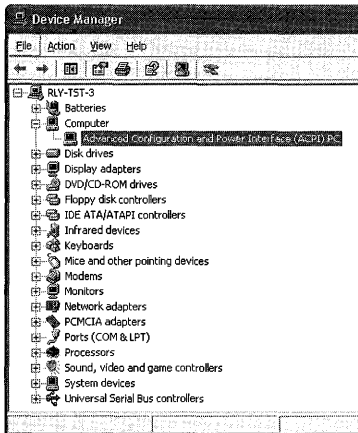 Device Manager
File Action View Help
RLY-TST-3
Batteries
Computer
Advanced Configuration and Power Interface (ACPI) PC
Disk drives
Display adapters
DVD/CD-ROM drives
Floppy disk controllers
IDE ATA/ATAPI controllers
Infrared devices
Keyboards
Mice and other pointing devices
Modems
Monitors
Network adapters
PCMCIA adapters
Ports (COM & LPT)
Processors
Sound, video and game controllers
System devices
Universal Serial Bus controllers